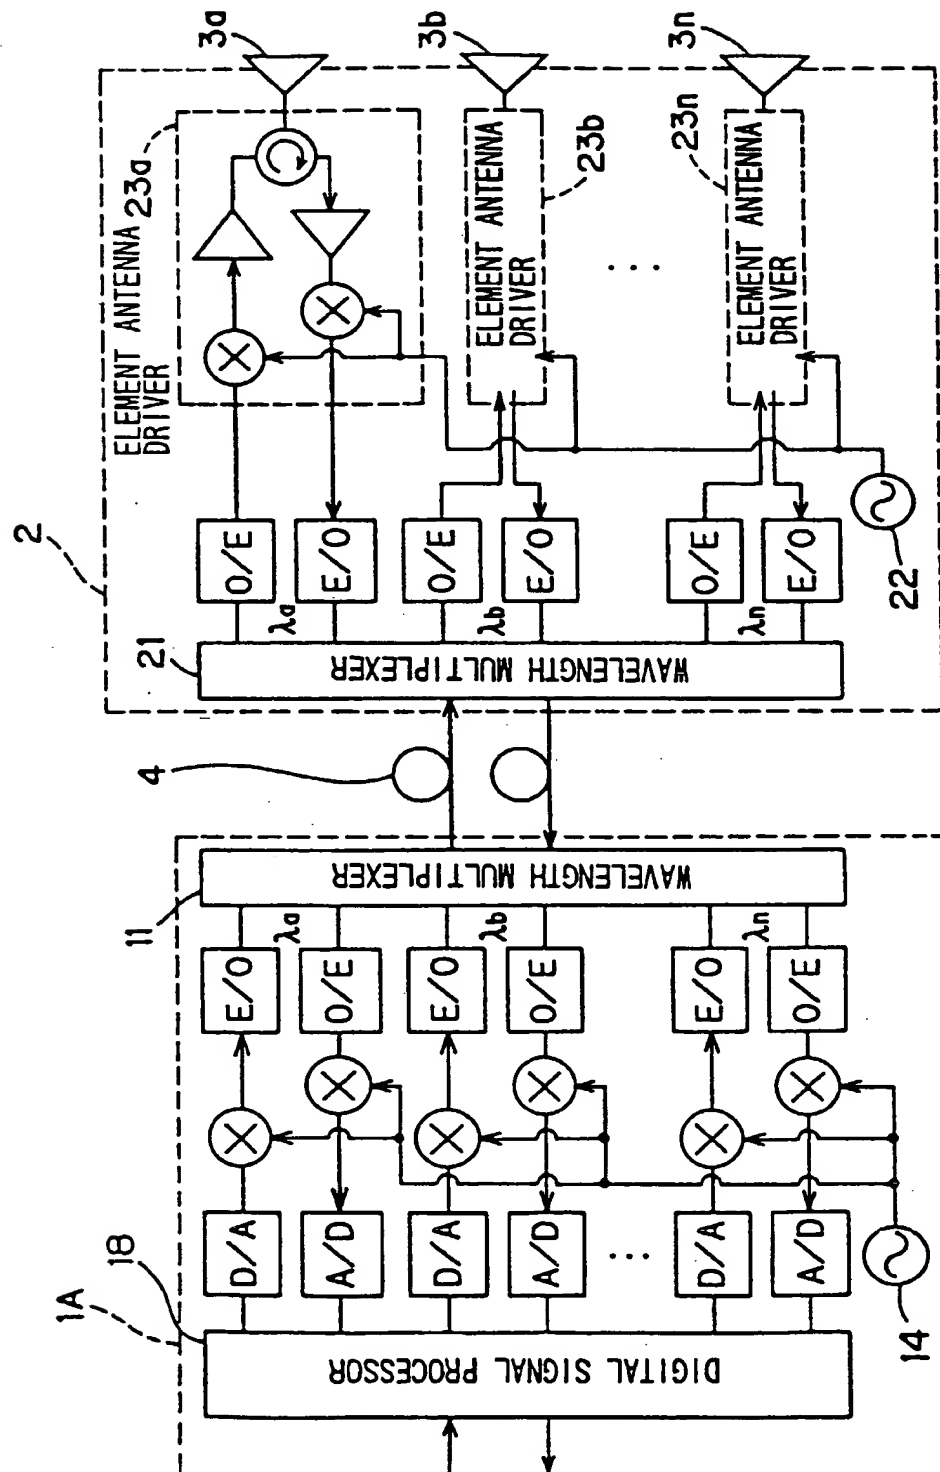 1A
18
DIGITAL SIGNAL PROCESSOR
D/A
A/D
D/A
A/D
...
D/A
A/D
14
E/O
λa
O/E
E/O
λb
O/E
E/O
λn
O/E
11
WAVELENGTH MULTIPLEXER
4
2
21
WAVELENGTH MULTIPLEXER
O/E
λa
E/O
O/E
λb
E/O
O/E
λn
E/O
22
ELEMENT ANTENNA
DRIVER
23a
3a
ELEMENT ANTENNA
DRIVER
23b
3b
...
ELEMENT ANTENNA
DRIVER
23n
3n